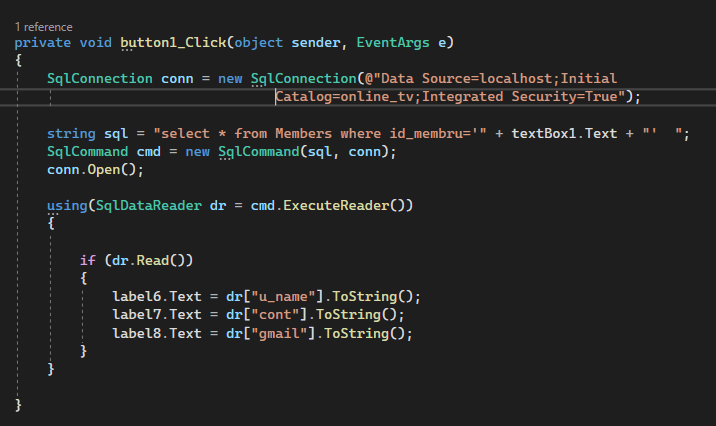 1 reference
private void button1_Click(object sender, EventArgs e)
{
SqlConnection conn = new SqlConnection(@"Data Source=localhost;Initial
Catalog=online_tv;Integrated Security=True");
string sql = "select * from Members where id_membru='" + textBox1.Text + "'  ";
SqlCommand cmd = new SqlCommand(sql, conn);
conn.Open();
using(SqlDataReader dr = cmd.ExecuteReader())
{
if (dr.Read())
{
label6.Text = dr["u_name"].ToString();
label7.Text = dr["cont"].ToString();
label8.Text = dr["gmail"].ToString();
}
}
}